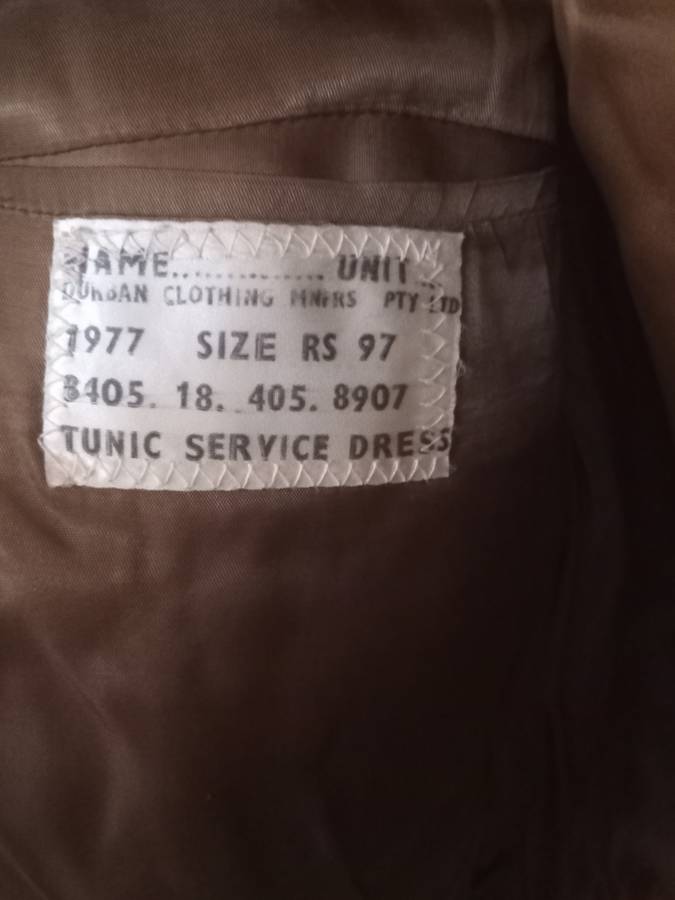 NAME............... UNIT...
DURBAN CLOTHING MNFRS PTY LTD
1977 SIZE RS 97
8405. 18. 405. 8907
TUNIC SERVICE DRESS